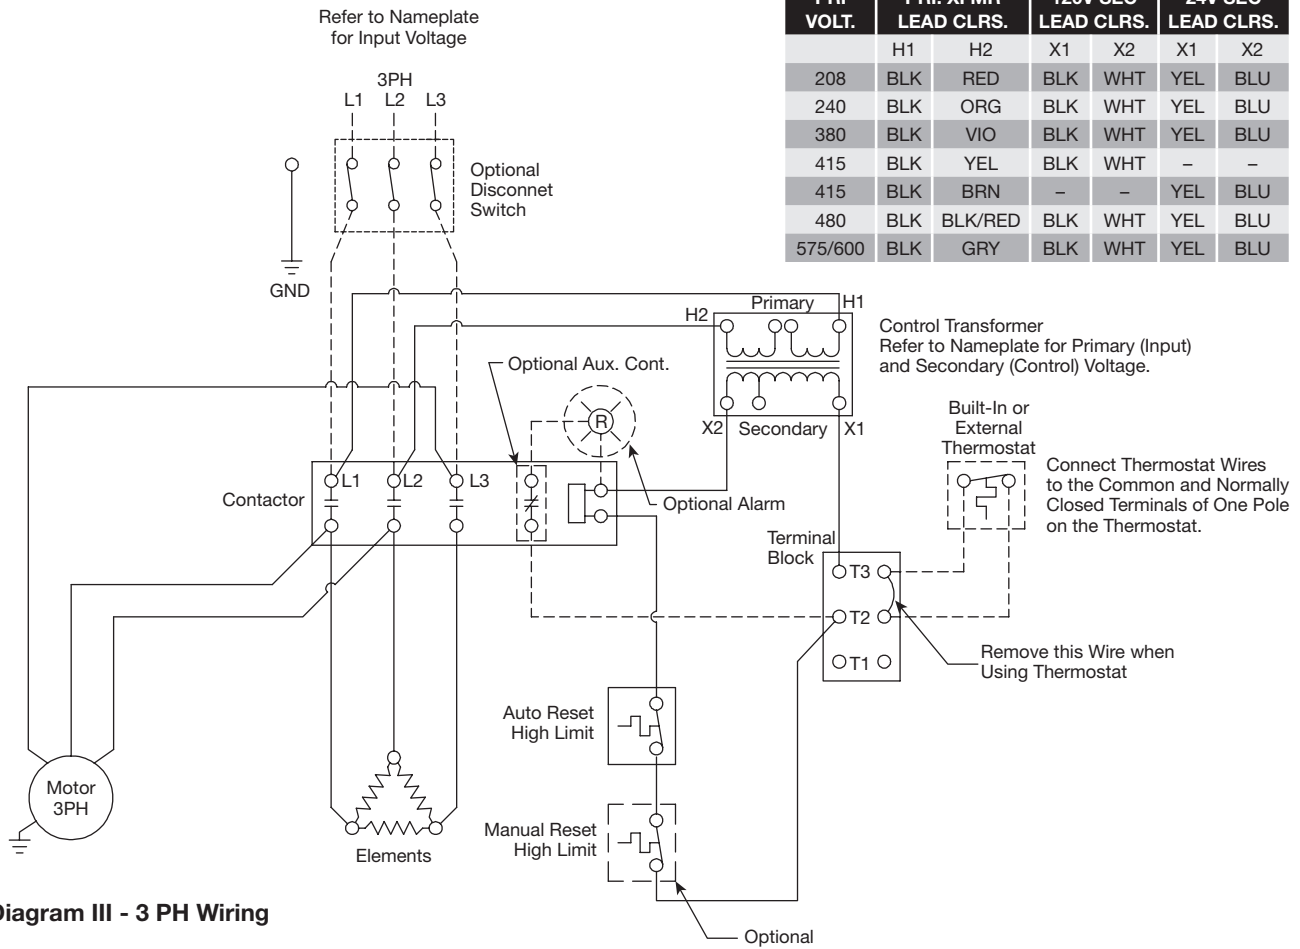 Refer to Nameplate
for Input Voltage
3PH
L1 L2 L3
Optional
Disconnet
Switch
GND
VOLT. LEAD CLRS. LEAD CLRS. LEAD CLRS.
H1 H2 X1 X2 X1 X2
208 BLK RED BLK WHT YEL BLU
240 BLK ORG BLK WHT YEL BLU
380 BLK VIO BLK WHT YEL BLU
415 BLK YEL BLK WHT – –
415 BLK BRN – – YEL BLU
480 BLK BLK/RED BLK WHT YEL BLU
575/600 BLK GRY BLK WHT YEL BLU
H2 Primary H1
Control Transformer
Refer to Nameplate for Primary (Input)
and Secondary (Control) Voltage.
X2 Secondary X1
Optional Aux. Cont.
R
Optional Alarm
Contactor
L1 L2 L3
Built-In or
External
Thermostat
Connect Thermostat Wires
to the Common and Normally
Closed Terminals of One Pole
on the Thermostat.
Terminal
Block
T3
T2
T1
Remove this Wire when
Using Thermostat
Auto Reset
High Limit
Manual Reset
High Limit
Optional
Motor
3PH
Elements
Diagram III - 3 PH Wiring